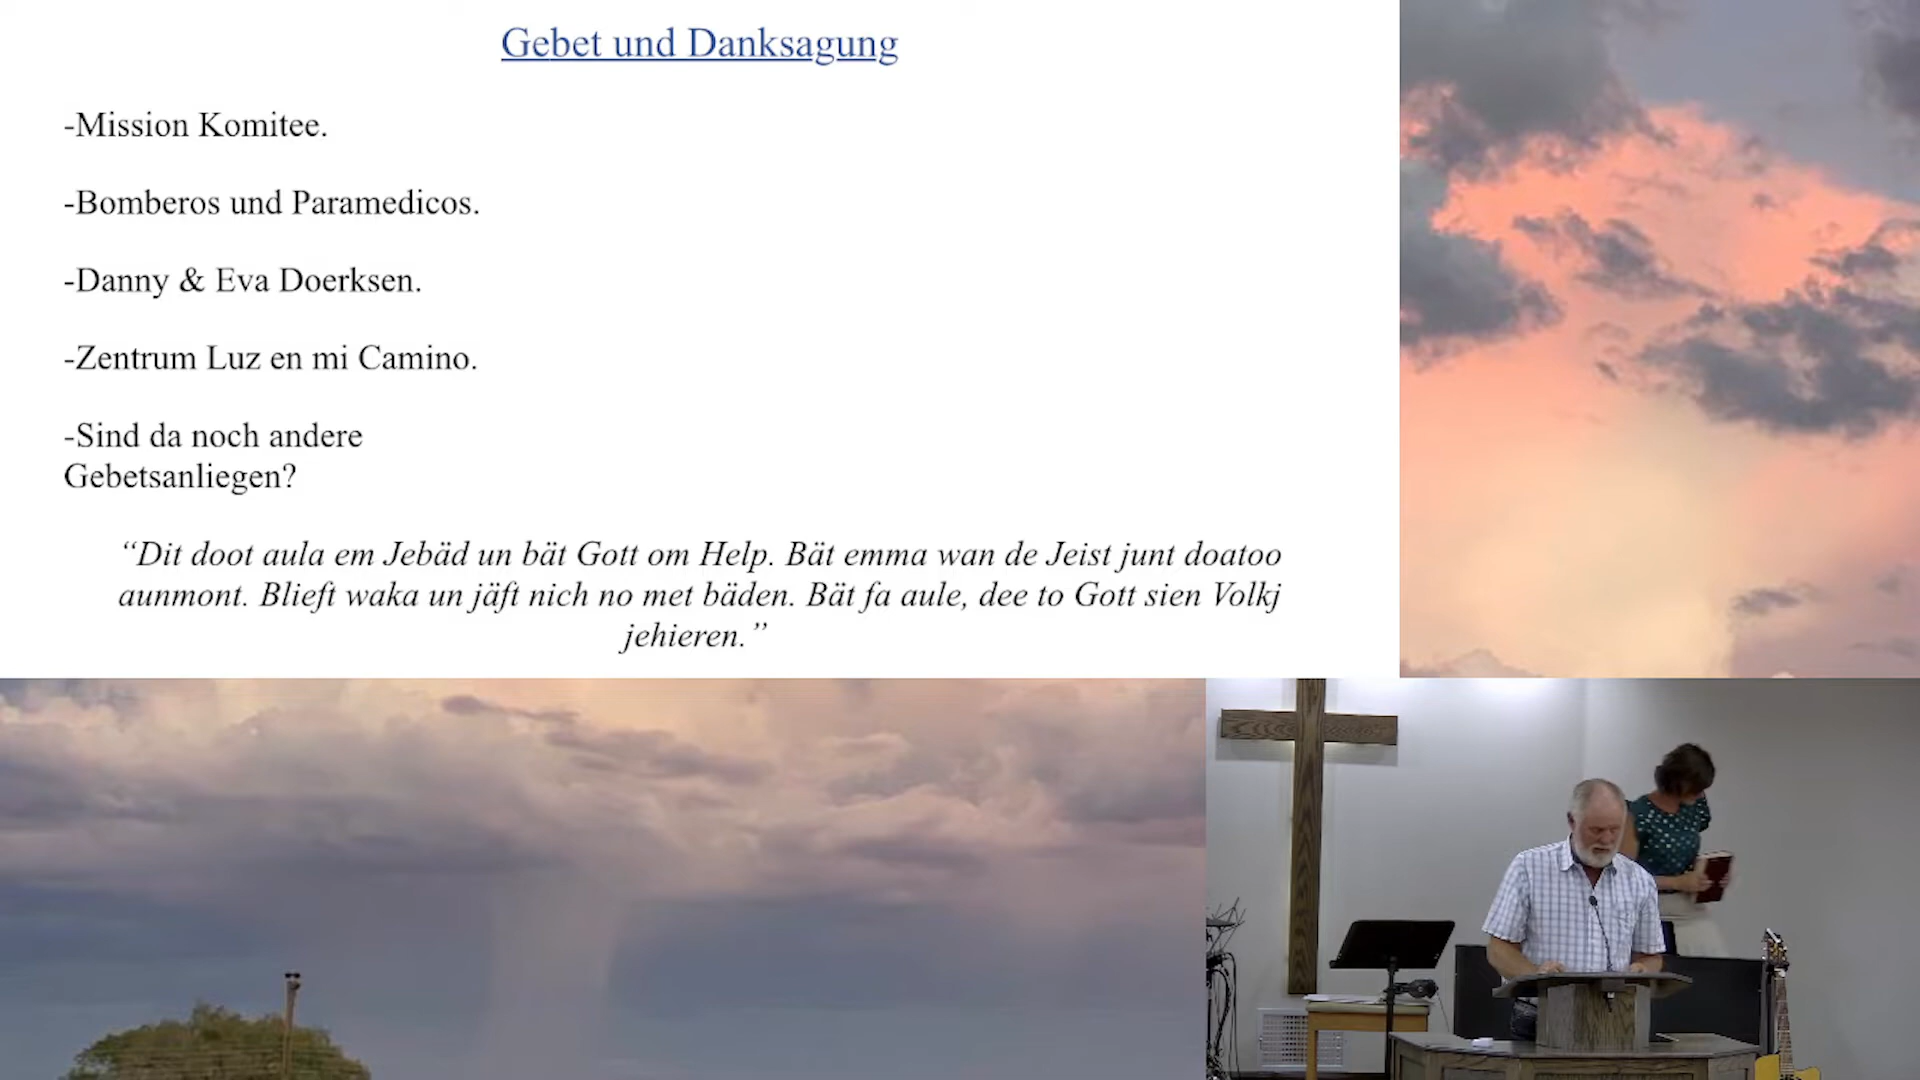 Gebet und Danksagung
-Mission Komitee.
-Bomberos und Paramedicos.
-Danny & Eva Doerksen.
-Zentrum Luz en mi Camino.
-Sind da noch andere
Gebetsanliegen?
“Dit doot aula em Jebäd un bät Gott om Help. Bät emma wan de Jeist junt doatoo
aunmont. Blieft waka un jäft nich no met bäden. Bät fa aule, dee to Gott sien Volkj
jehieren.”